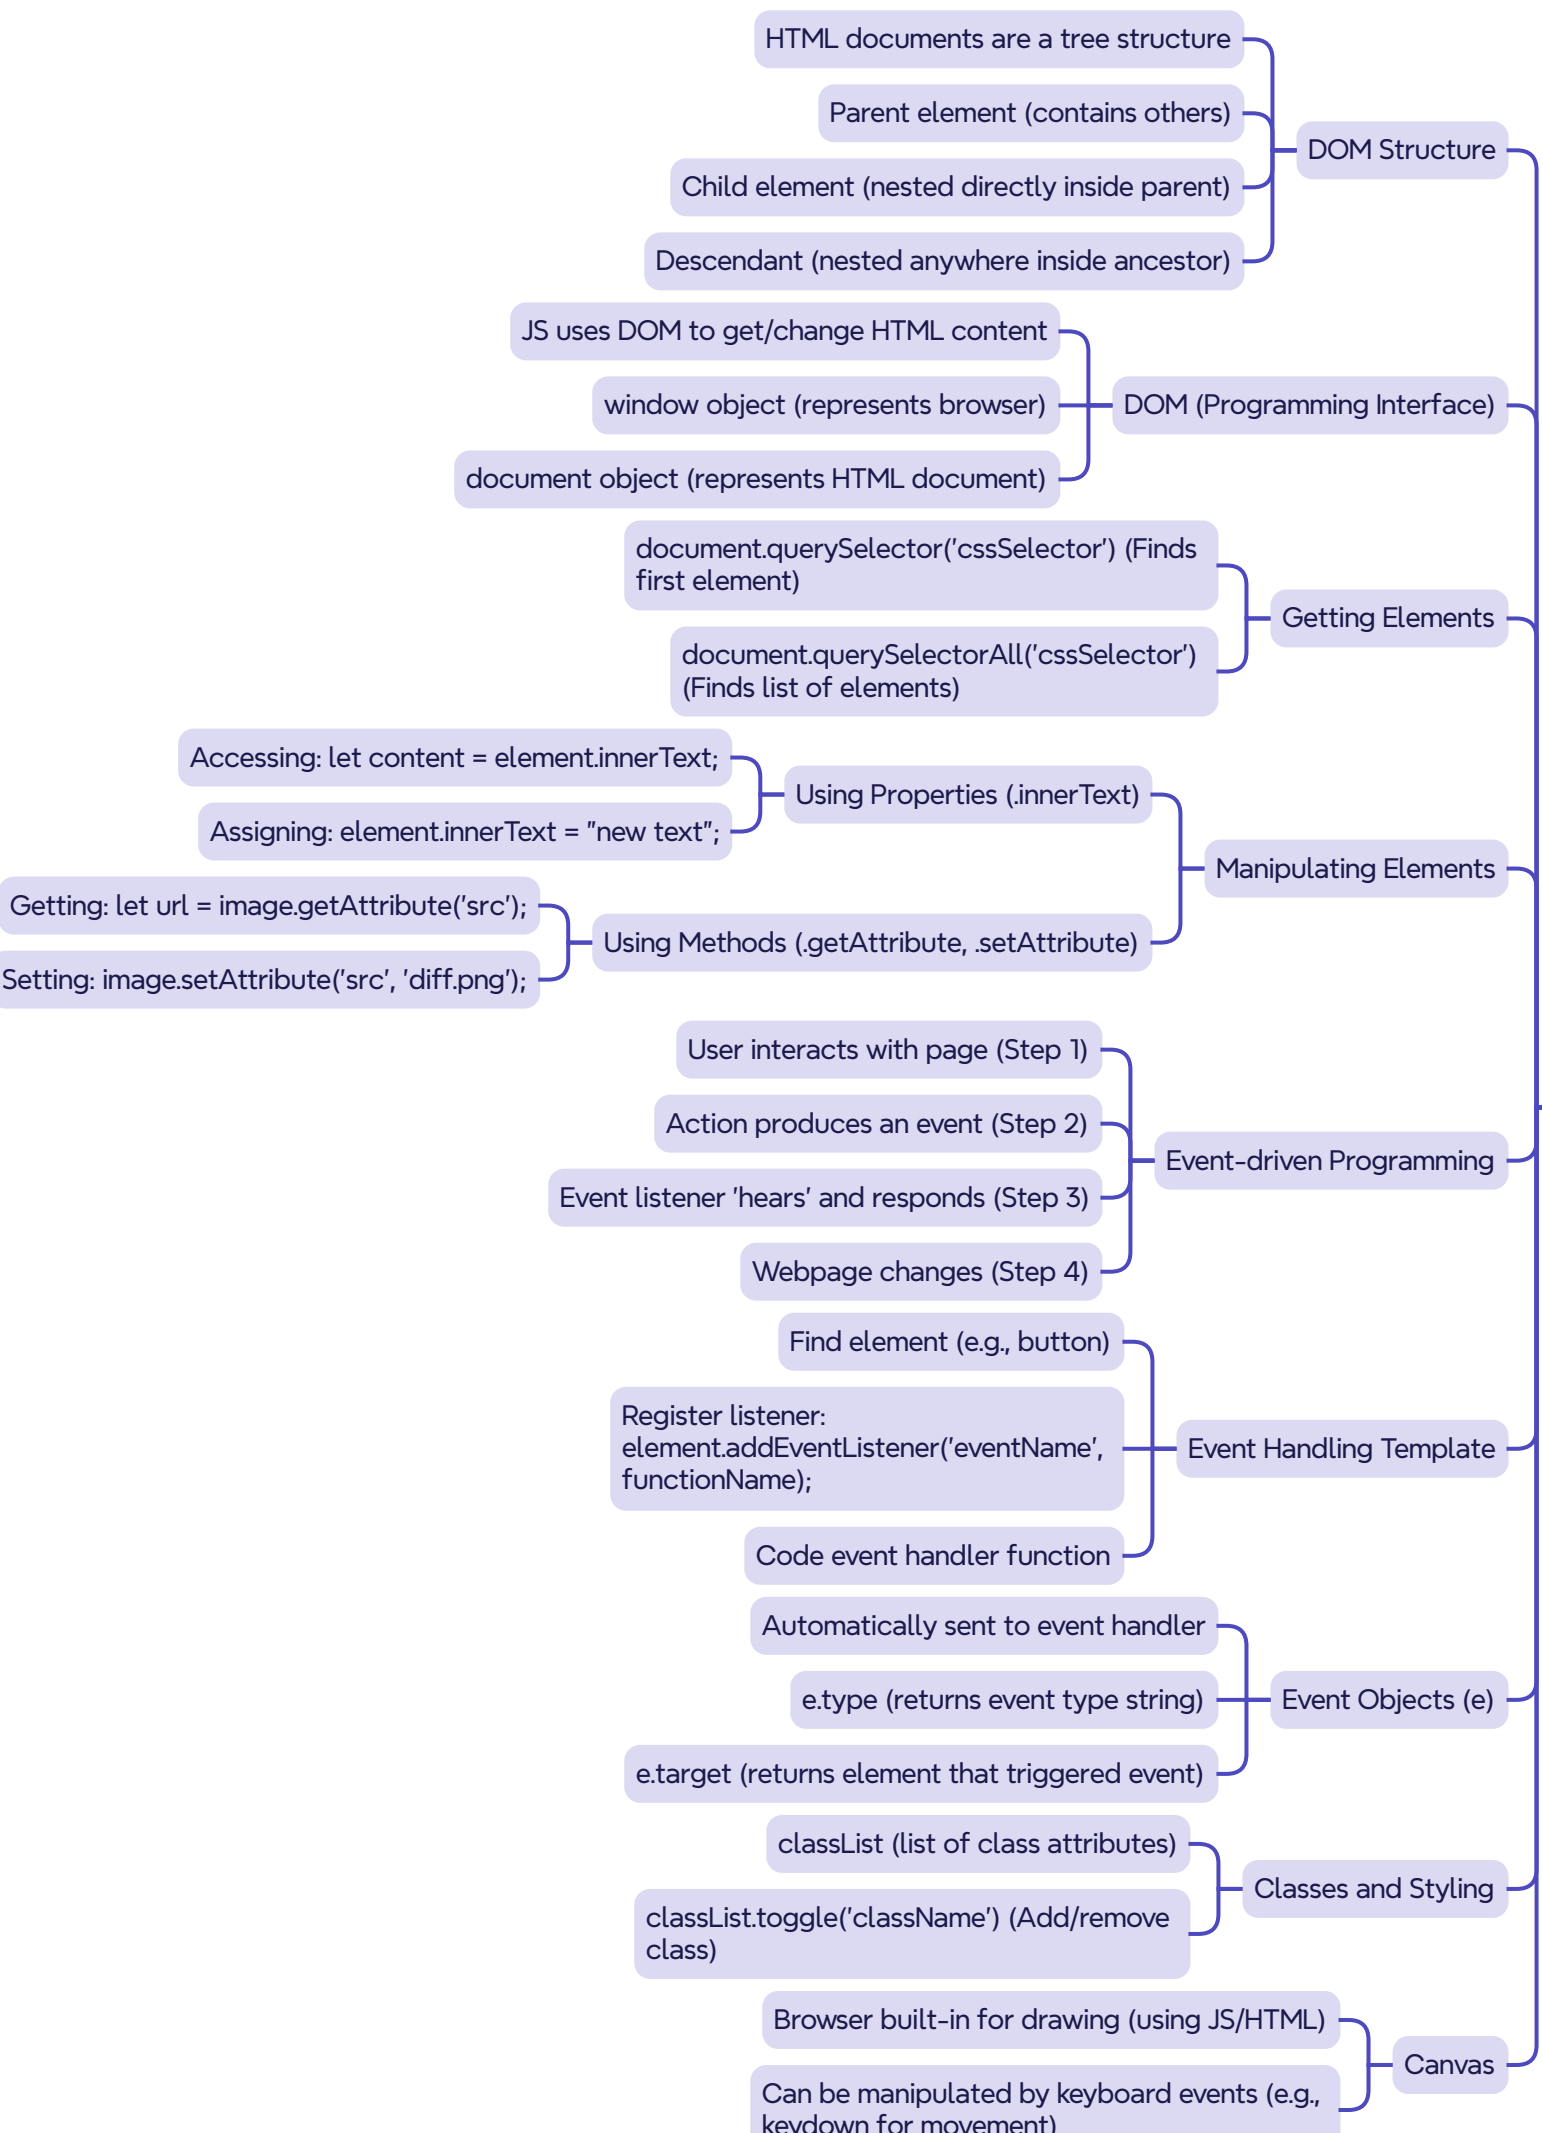 HTML documents are a tree structure
Parent element (contains others)
DOM Structure
Child element (nested directly inside parent)
Descendant (nested anywhere inside ancestor)
JS uses DOM to get/change HTML content
window object (represents browser)
DOM (Programming Interface)
document object (represents HTML document)
document.querySelector('cssSelector') (Finds
first element)
Getting Elements
document.querySelectorAll('cssSelector')
(Finds list of elements)
Accessing: let content = element.innerText;
Using Properties (.innerText)
Assigning: element.innerText = "new text";
Manipulating Elements
Getting: let url = image.getAttribute('src');
Using Methods (.getAttribute, .setAttribute)
Setting: image.setAttribute('src', 'diff.png');
User interacts with page (Step 1)
Action produces an event (Step 2)
Event-driven Programming
Event listener 'hears' and responds (Step 3)
Webpage changes (Step 4)
Find element (e.g., button)
Register listener:
element.addEventListener('eventName',
functionName);
Event Handling Template
Code event handler function
Automatically sent to event handler
e.type (returns event type string)
Event Objects (e)
e.target (returns element that triggered event)
classList (list of class attributes)
Classes and Styling
classList.toggle('className') (Add/remove
class)
Browser built-in for drawing (using JS/HTML)
Canvas
Can be manipulated by keyboard events (e.g.,
keydown for movement)